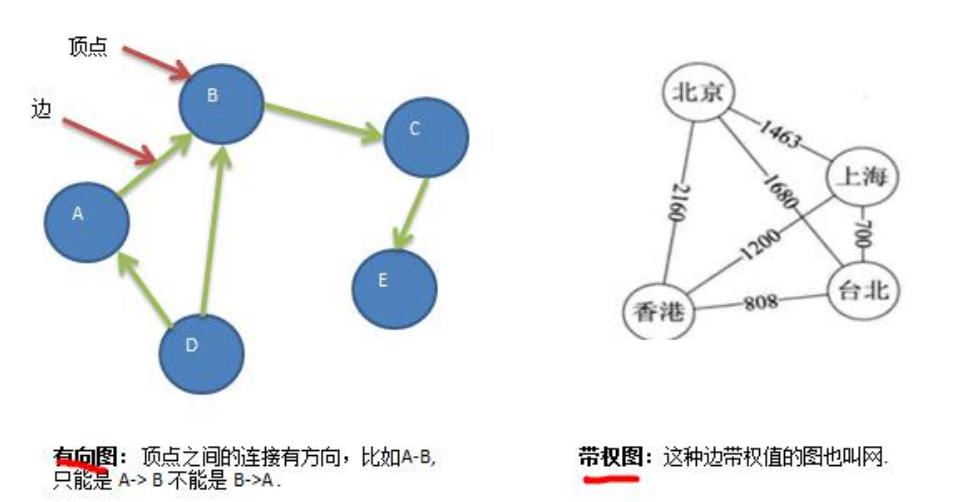 顶点
边
B
C
A
E
D
有向图：顶点之间的连接有方向，比如A-B,
只能是 A-> B 不能是 B->A .
北京
1463
上海
2160
1680
1200
700
台北
香港
808
带权图：这种边带权值的图也叫网.